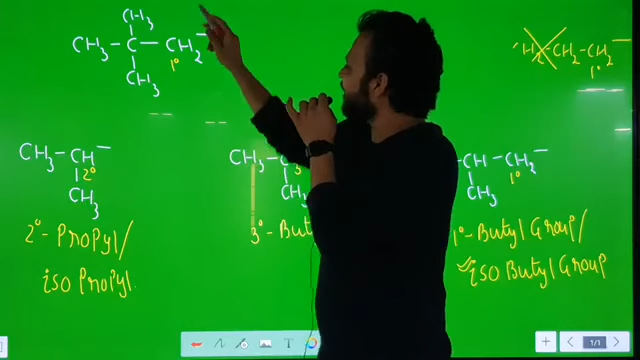 CH3
CH3 - C - CH2 -
1°
CH3
CH2 - CH2 -
1°
CH3 - CH -
2°
CH3
2° - Propyl/
iso Propyl
CH3 - C
3
CH3
3° - But
CH - CH2 -
1°
CH3
1° - Butyl Group/
iso Butyl Group
T
1/1